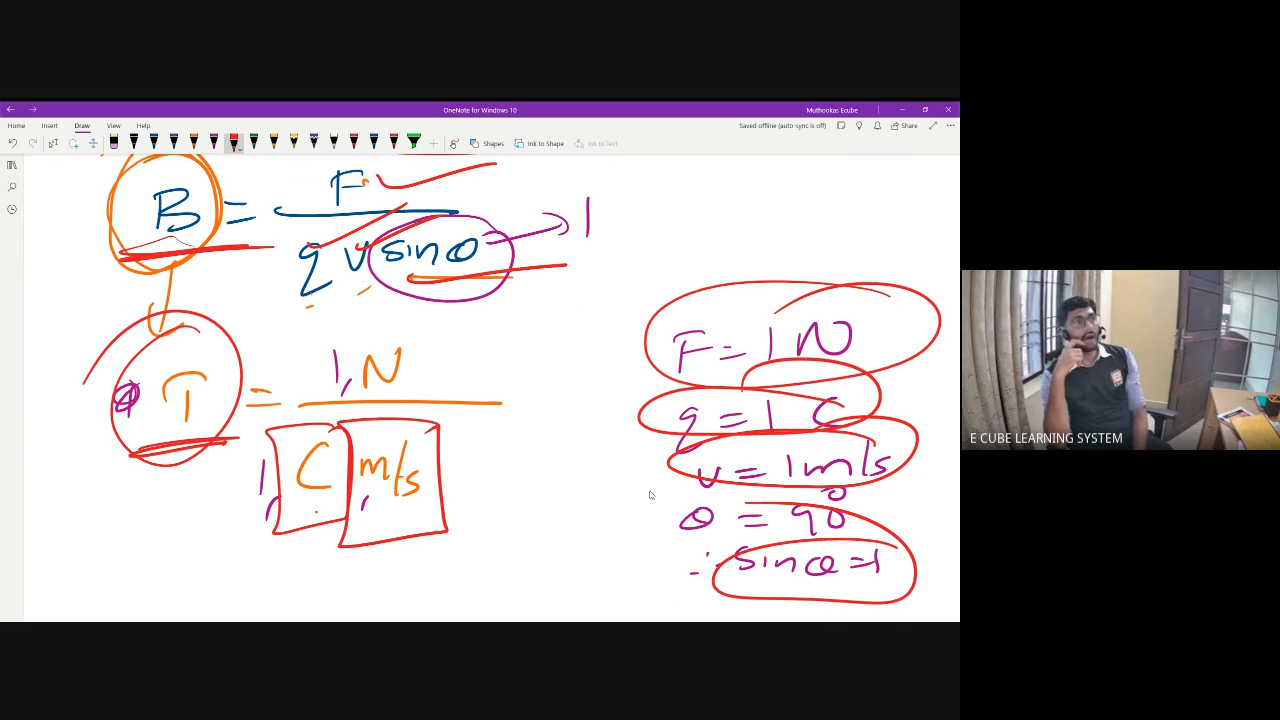 OneNote for Windows 10
Muthookas Ecube
Home Insert Draw View Help
Saved offline (auto-sync is off)
Share
Shapes
Ink to Shape
Ink to Text
B = F / q v sinθ → 1
T = 1 N / 1 C 1 m/s
F = 1 N
q = 1 C
v = 1 m/s
θ = 90°
∴ sinθ = 1
E CUBE LEARNING SYSTEM